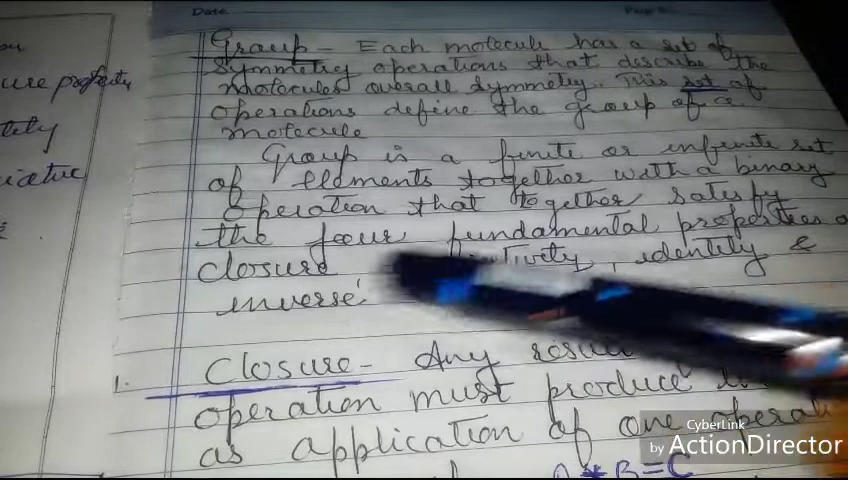 Date
Group - Each molecule has a set of
symmetry operations that describe the
molecules overall symmetry. This set of
operations define the group of a
molecule
Group is a finite or infinite set
of elements together with a binary
operation that together satisfy
the four fundamental properties
closure identity &
inverse
1. Closure - Any
operation must produce
as application of one
A * B = C
CyberLink
by ActionDirector